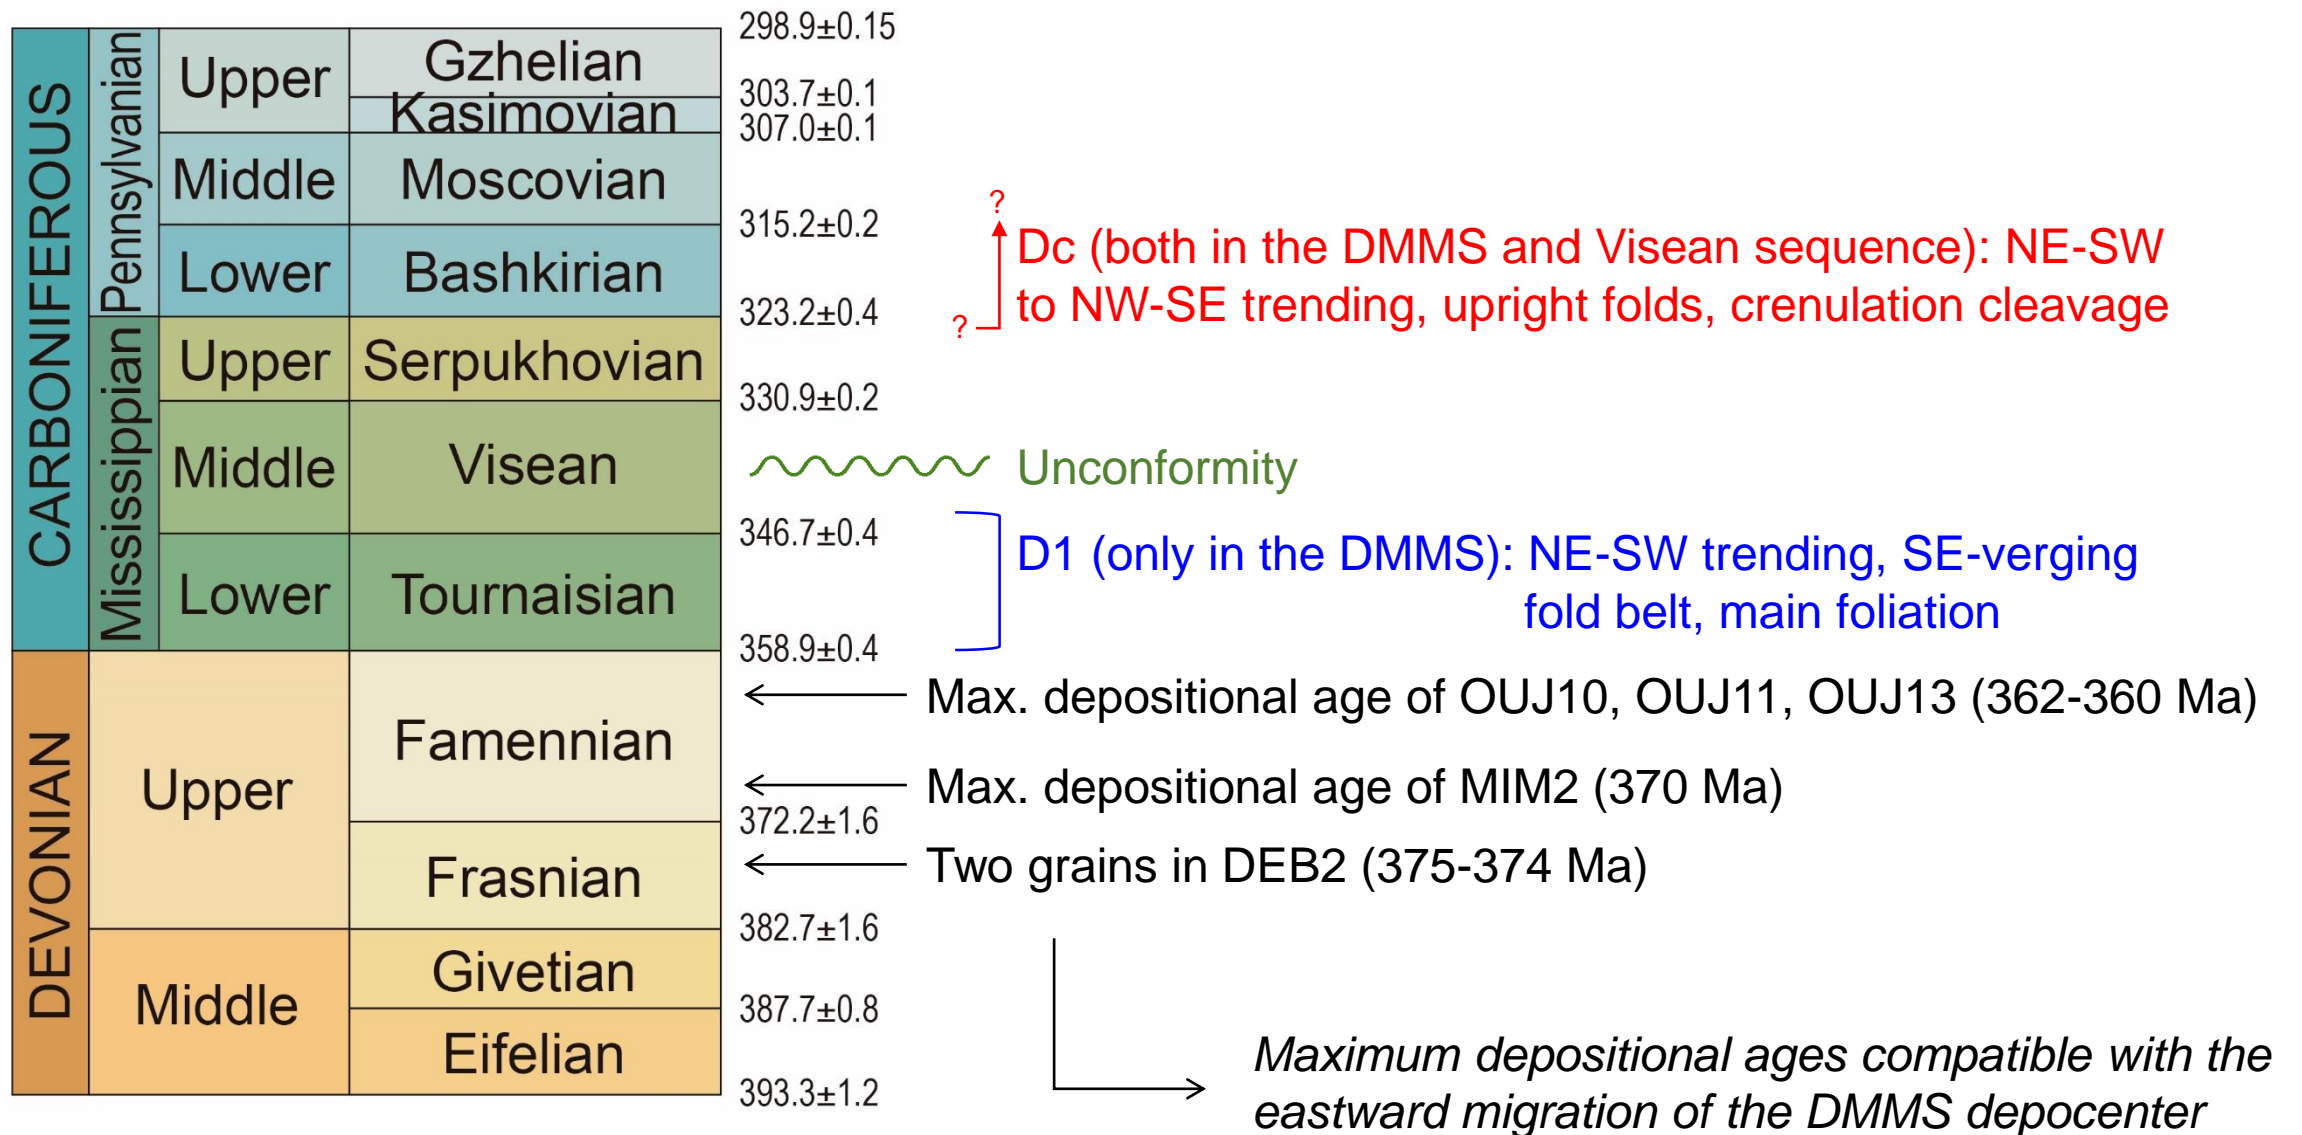 CARBONIFEROUS
DEVONIAN
Pennsylvanian
Mississippian
Upper
Middle
Lower
Upper
Middle
Lower
Upper
Middle
Gzhelian
Kasimovian
Moscovian
Bashkirian
Serpukhovian
Visean
Tournaisian
Famennian
Frasnian
Givetian
Eifelian
298.9±0.15
303.7±0.1
307.0±0.1
315.2±0.2
323.2±0.4
330.9±0.2
346.7±0.4
358.9±0.4
372.2±1.6
382.7±1.6
387.7±0.8
393.3±1.2
?
?
Dc (both in the DMMS and Visean sequence): NE-SW
to NW-SE trending, upright folds, crenulation cleavage
Unconformity
D1 (only in the DMMS): NE-SW trending, SE-verging
fold belt, main foliation
Max. depositional age of OUJ10, OUJ11, OUJ13 (362-360 Ma)
Max. depositional age of MIM2 (370 Ma)
Two grains in DEB2 (375-374 Ma)
Maximum depositional ages compatible with the
eastward migration of the DMMS depocenter